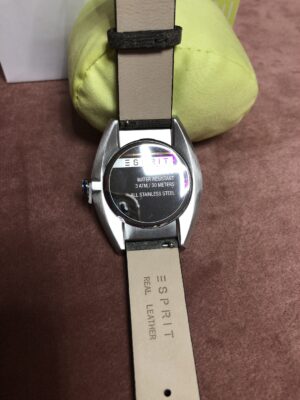 ESPRIT
WATER RESISTANT
3 ATM / 30 METERS
ALL STAINLESS STEEL
ESPRIT
REAL LEATHER